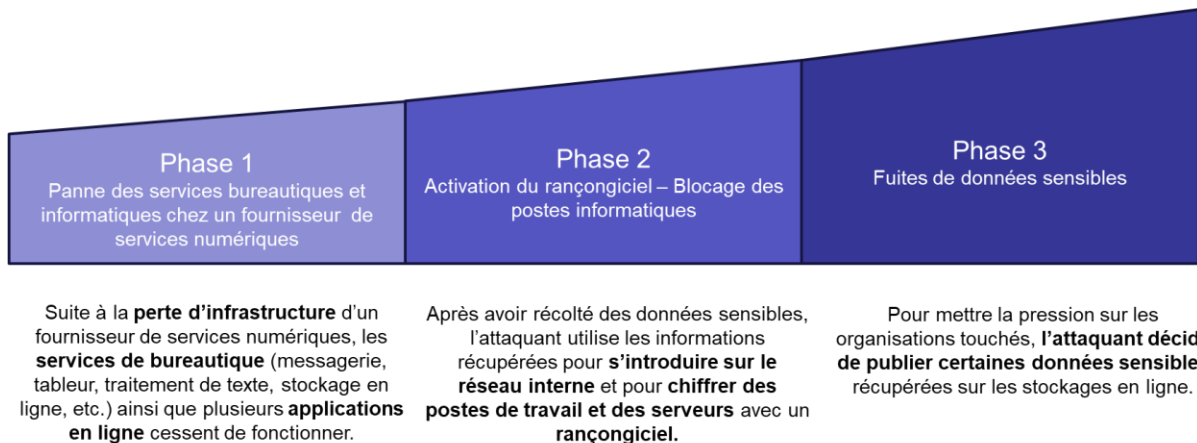 Phase 1
Panne des services bureautiques et
informatiques chez un fournisseur de
services numériques
Phase 2
Activation du rançongiciel – Blocage des
postes informatiques
Phase 3
Fuites de données sensibles
Suite à la perte d'infrastructure d'un
fournisseur de services numériques, les
services de bureautique (messagerie,
tableur, traitement de texte, stockage en
ligne, etc.) ainsi que plusieurs applications
en ligne cessent de fonctionner.
Après avoir récolté des données sensibles,
l'attaquant utilise les informations
récupérées pour s'introduire sur le
réseau interne et pour chiffrer des
postes de travail et des serveurs avec un
rançongiciel.
Pour mettre la pression sur les
organisations touchés, l'attaquant décid
de publier certaines données sensible
récupérées sur les stockages en ligne.